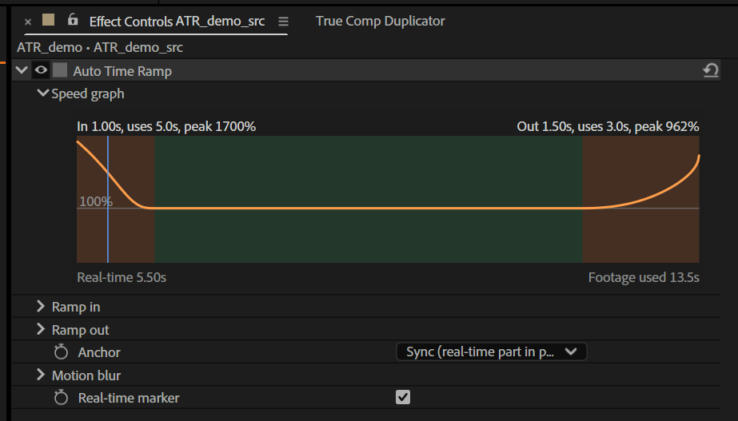 × Effect Controls ATR_demo_src ≡ True Comp Duplicator
ATR_demo • ATR_demo_src
Auto Time Ramp
Speed graph
In 1.00s, uses 5.0s, peak 1700% Out 1.50s, uses 3.0s, peak 962%
100%
Real-time 5.50s Footage used 13.5s
Ramp in
Ramp out
Anchor Sync (real-time part in p...
Motion blur
Real-time marker